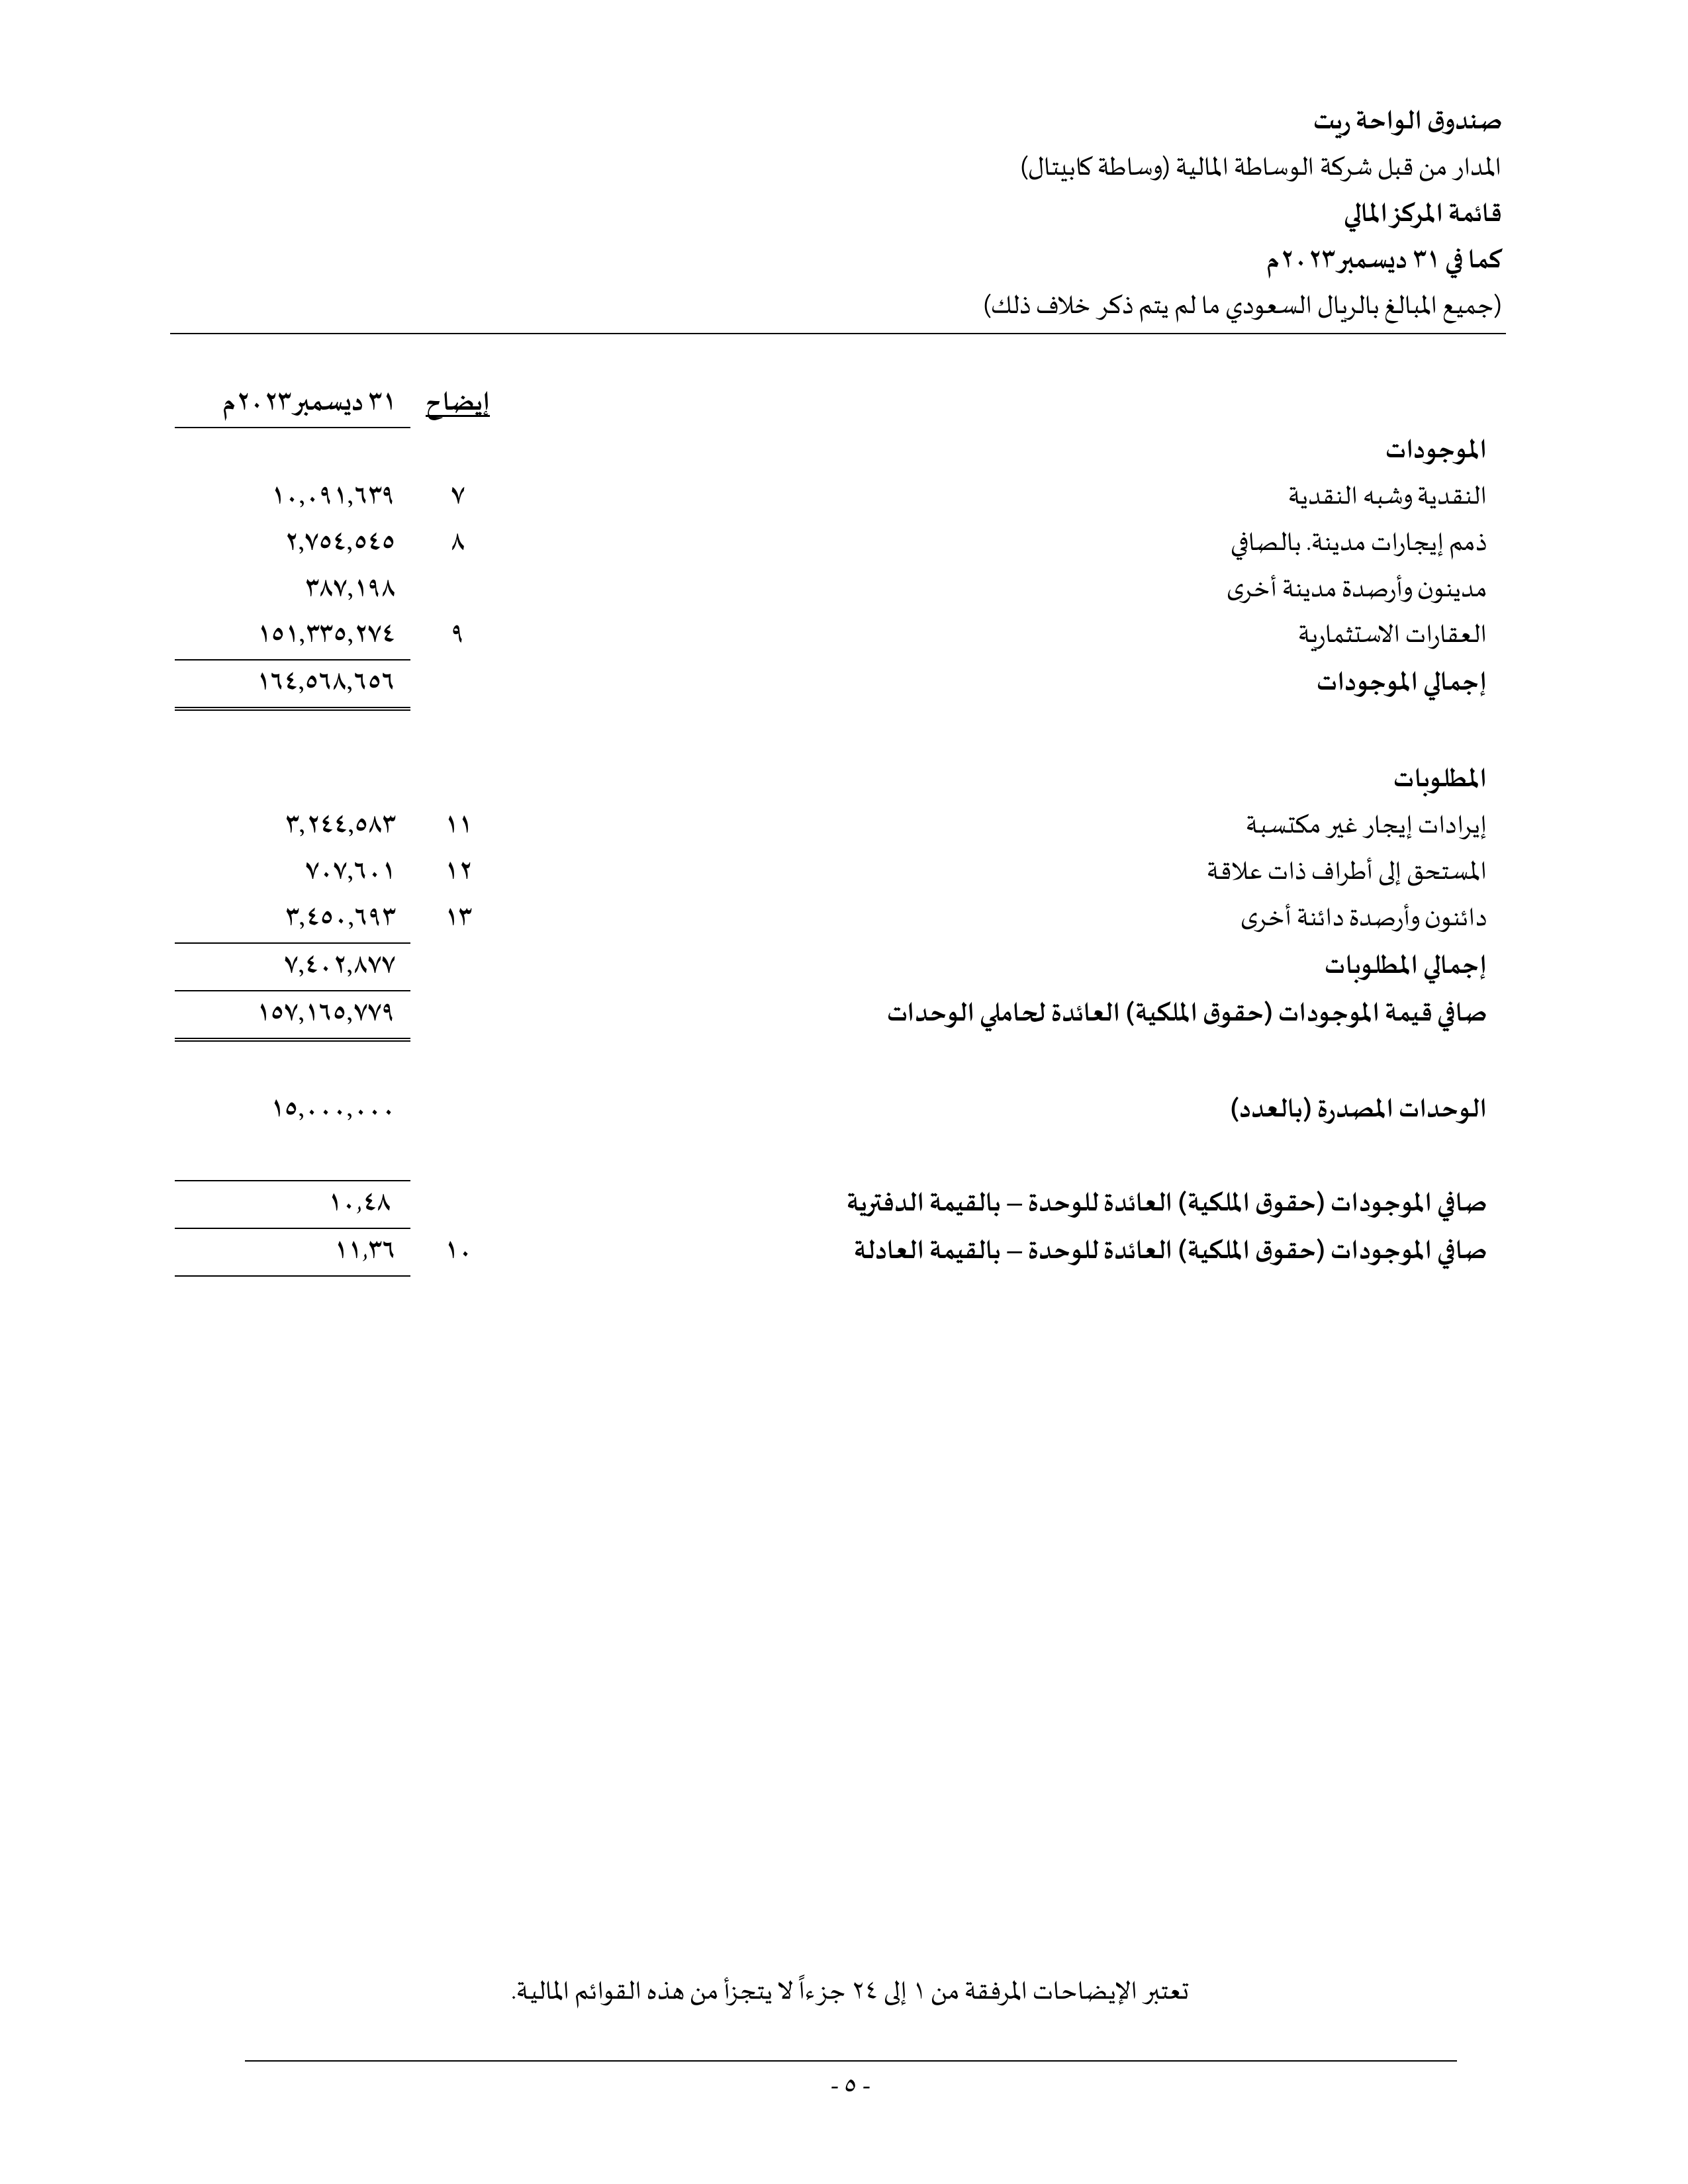 صندوق الواحة ريت
المدار من قبل شركة الوساطة المالية (وساطة كابيتال)
قائمة المركز المالي
كما في ٣١ ديسمبر ٢٠٢٣م
(جميع المبالغ بالريال السعودي ما لم يتم ذكر خلاف ذلك)
إيضاح ٣١ ديسمبر ٢٠٢٣م
الموجودات
النقدية وشبه النقدية ٧ ١٠,٠٩١,٦٣٩
ذمم إيجارات مدينة. بالصافي ٨ ٢,٧٥٤,٥٤٥
مدينون وأرصدة مدينة أخرى ٣٨٧,١٩٨
العقارات الاستثمارية ٩ ١٥١,٣٣٥,٢٧٤
إجمالي الموجودات ١٦٤,٥٦٨,٦٥٦
المطلوبات
إيرادات إيجار غير مكتسبة ١١ ٣,٢٤٤,٥٨٣
المستحق إلى أطراف ذات علاقة ١٢ ٧٠٧,٦٠١
دائنون وأرصدة دائنة أخرى ١٣ ٣,٤٥٠,٦٩٣
إجمالي المطلوبات ٧,٤٠٢,٨٧٧
صافي قيمة الموجودات (حقوق الملكية) العائدة لحاملي الوحدات ١٥٧,١٦٥,٧٧٩
الوحدات المصدرة (بالعدد) ١٥,٠٠٠,٠٠٠
صافي الموجودات (حقوق الملكية) العائدة للوحدة – بالقيمة الدفترية ١٠,٤٨
صافي الموجودات (حقوق الملكية) العائدة للوحدة – بالقيمة العادلة ١٠ ١١,٣٦
تعتبر الإيضاحات المرفقة من ١ إلى ٢٤ جزءاً لا يتجزأ من هذه القوائم المالية.
- ٥ -